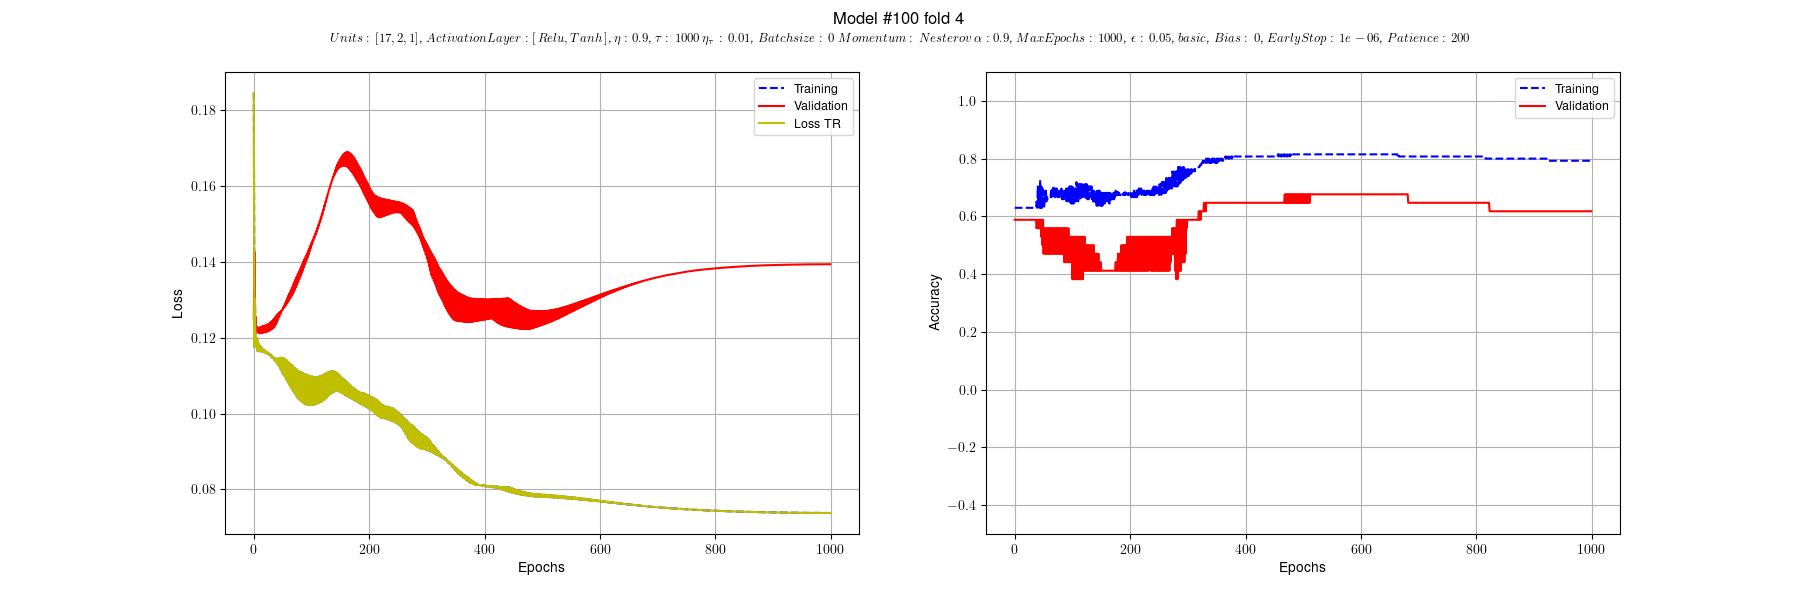 Model #100 fold 4
Units : [17, 2, 1], ActivationLayer : [Relu, Tanh], η : 0.9, τ : 1000 ητ : 0.01, Batchsize : 0 Momentum : Nesterov α : 0.9, MaxEpochs : 1000, ϵ : 0.05, basic, Bias : 0, EarlyStop : 1e − 06, Patience : 200
Loss
0.18
0.16
0.14
0.12
0.10
0.08
0
200
400
600
800
1000
Epochs
Training
Validation
Loss TR
Accuracy
1.0
0.8
0.6
0.4
0.2
0.0
−0.2
−0.4
0
200
400
600
800
1000
Epochs
Training
Validation